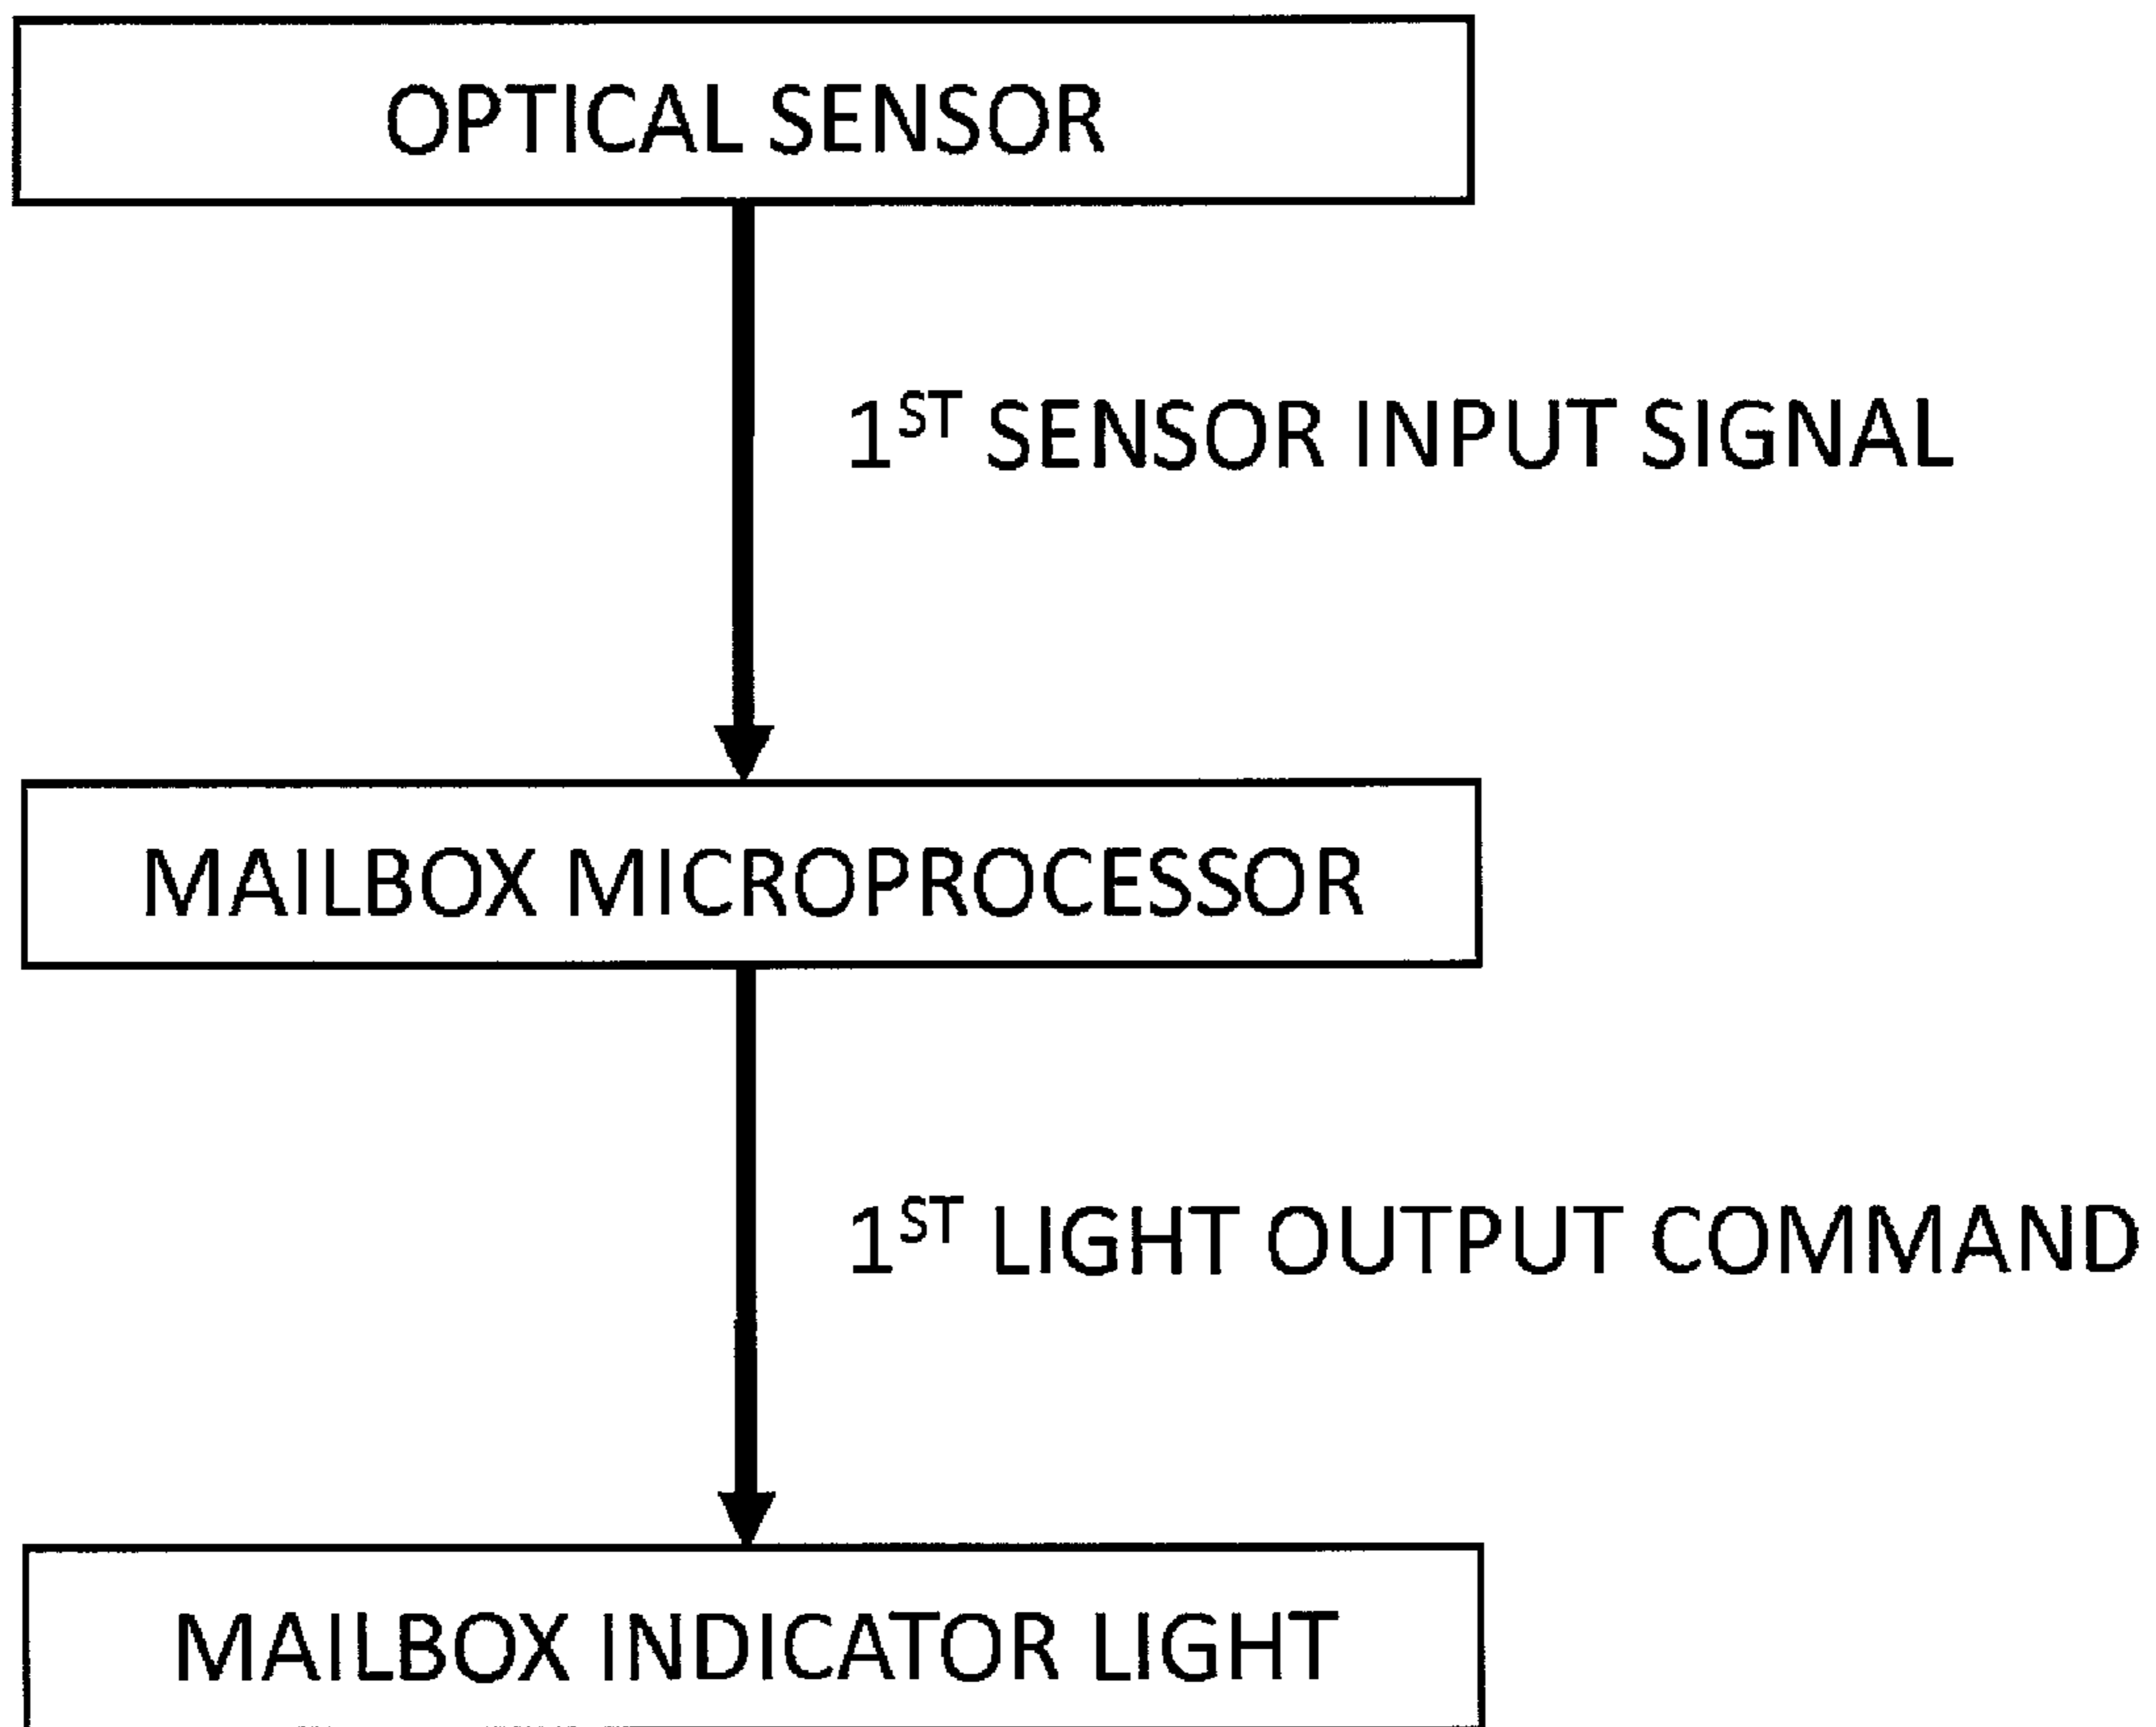 OPTICAL SENSOR
1ST SENSOR INPUT SIGNAL
MAILBOX MICROPROCESSOR
1ST LIGHT OUTPUT COMMAND
MAILBOX INDICATOR LIGHT